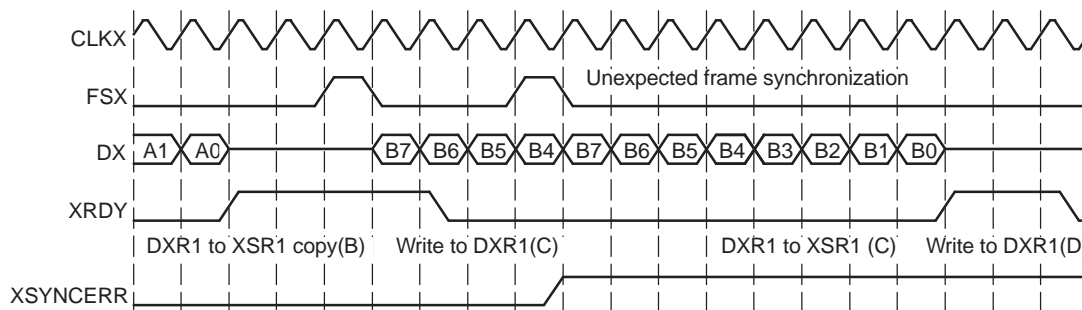 CLKX
FSX Unexpected frame synchronization
DX A1 A0 B7 B6 B5 B4 B7 B6 B5 B4 B3 B2 B1 B0
XRDY
DXR1 to XSR1 copy(B) Write to DXR1(C) DXR1 to XSR1 (C) Write to DXR1(D
XSYNCERR